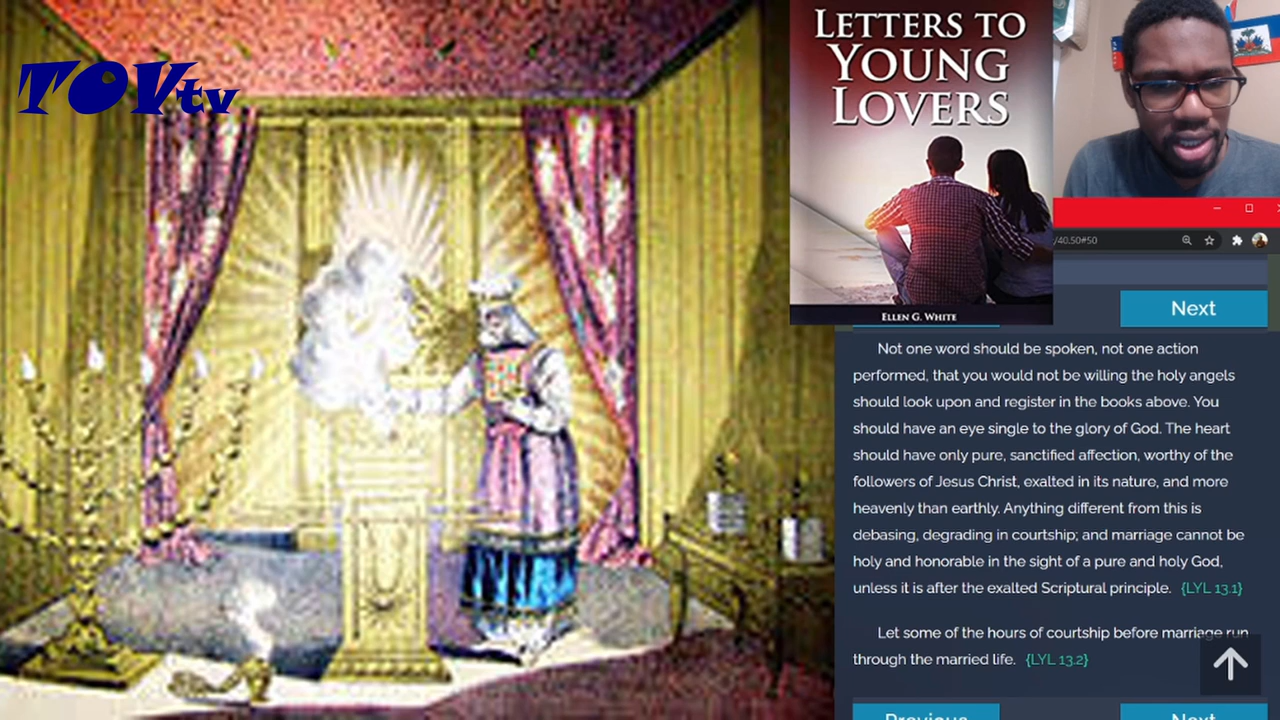 TOVtv
LETTERS TO
YOUNG
LOVERS
ELLEN G. WHITE
/40.50#50
Next
Not one word should be spoken, not one action
performed, that you would not be willing the holy angels
should look upon and register in the books above. You
should have an eye single to the glory of God. The heart
should have only pure, sanctified affection, worthy of the
followers of Jesus Christ, exalted in its nature, and more
heavenly than earthly. Anything different from this is
debasing, degrading in courtship; and marriage cannot be
holy and honorable in the sight of a pure and holy God,
unless it is after the exalted Scriptural principle. {LYL 13.1}
Let some of the hours of courtship before marriage run
through the married life. {LYL 13.2}
Previous
Next